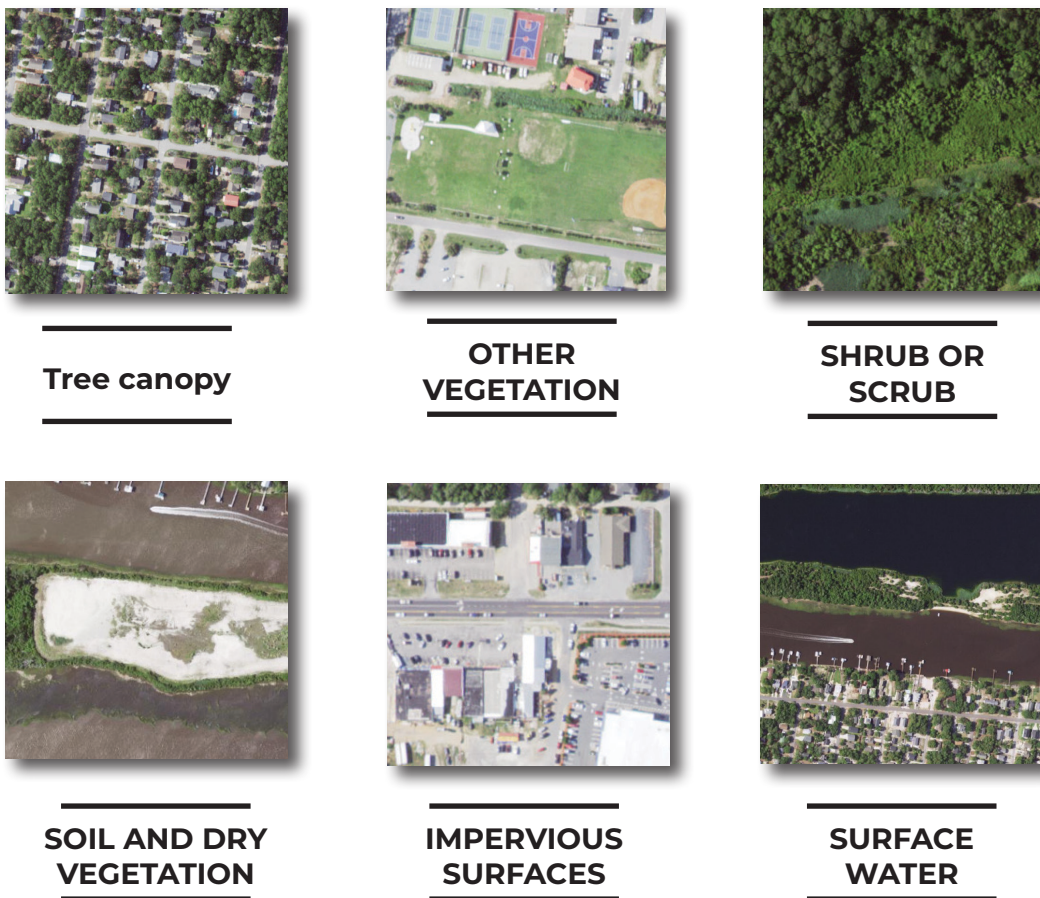 Tree canopy
OTHER
VEGETATION
SHRUB OR
SCRUB
SOIL AND DRY
VEGETATION
IMPERVIOUS
SURFACES
SURFACE
WATER